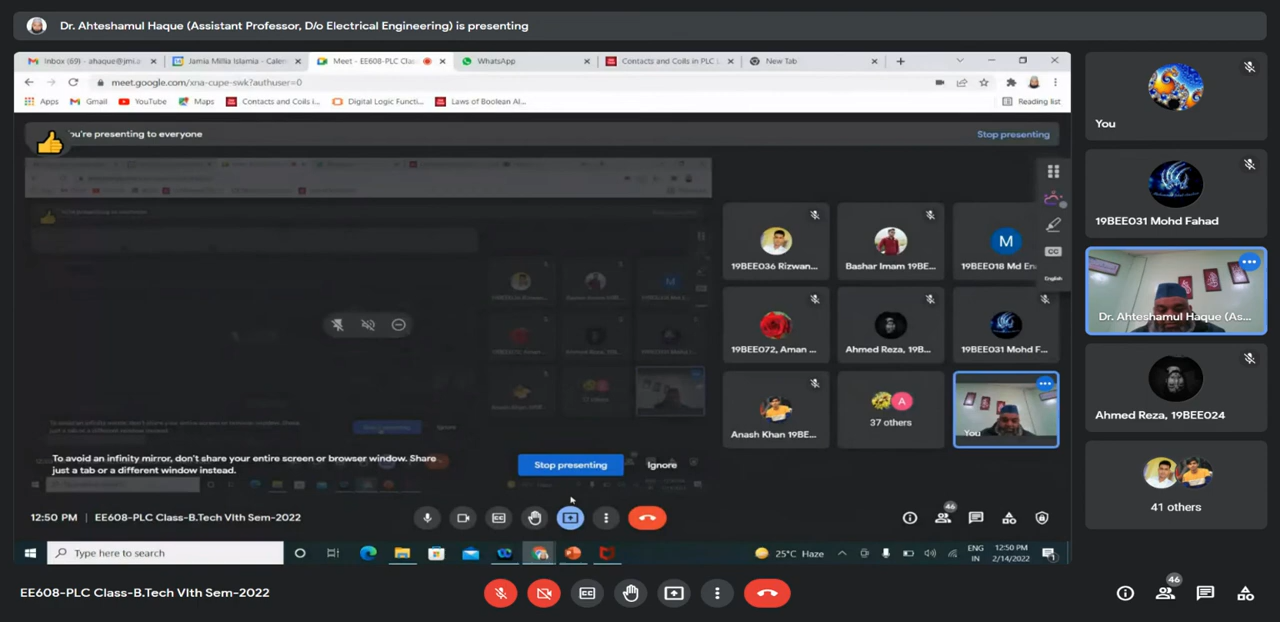 Dr. Ahteshamul Haque (Assistant Professor, D/o Electrical Engineering) is presenting
Inbox (69) - ahaque@jmi.a
Jamia Millia Islamia - Calen
Meet - EE608-PLC Clas
WhatsApp
Contacts and Coils in PLC L
New Tab
meet.google.com/xna-cupe-swk?authuser=0
Apps
Gmail
YouTube
Maps
Contacts and Coils i...
Digital Logic Functi...
Laws of Boolean Al...
Reading list
ou're presenting to everyone
Stop presenting
19BEE036 Rizwan...
Bashar Imam 19BE...
M
19BEE018 Md En
CC
English
19BEE072, Aman ...
Ahmed Reza, 19B...
19BEE031 Mohd F...
Anash Khan 19BE...
A
37 others
You
To avoid an infinity mirror, don't share your entire screen or browser window. Share
just a tab or a different window instead.
Stop presenting
Ignore
12:50 PM | EE608-PLC Class-B.Tech VIth Sem-2022
46
Type here to search
25°C Haze
ENG
IN
12:50 PM
2/14/2022
1
You
19BEE031 Mohd Fahad
Dr. Ahteshamul Haque (As...
Ahmed Reza, 19BEE024
41 others
EE608-PLC Class-B.Tech VIth Sem-2022
46